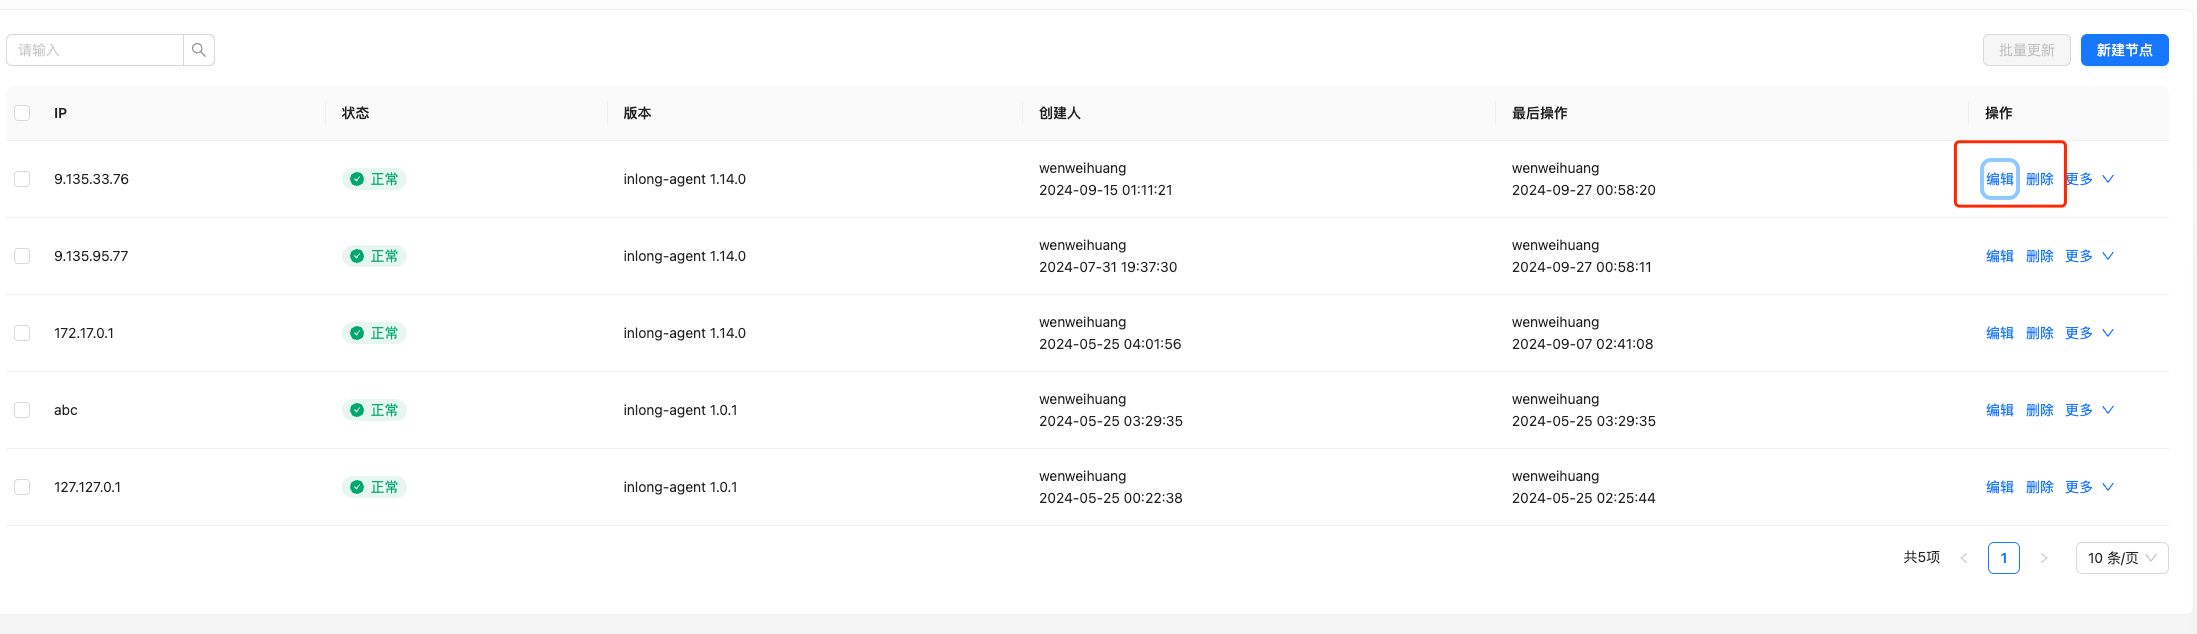 请输入
批量更新 新建节点
IP 状态 版本 创建人 最后操作 操作
9.135.33.76 正常 inlong-agent 1.14.0 wenweihuang wenweihuang 编辑 删除 更多
2024-09-15 01:11:21 2024-09-27 00:58:20
9.135.95.77 正常 inlong-agent 1.14.0 wenweihuang wenweihuang 编辑 删除 更多
2024-07-31 19:37:30 2024-09-27 00:58:11
172.17.0.1 正常 inlong-agent 1.14.0 wenweihuang wenweihuang 编辑 删除 更多
2024-05-25 04:01:56 2024-09-07 02:41:08
abc 正常 inlong-agent 1.0.1 wenweihuang wenweihuang 编辑 删除 更多
2024-05-25 03:29:35 2024-05-25 03:29:35
127.127.0.1 正常 inlong-agent 1.0.1 wenweihuang wenweihuang 编辑 删除 更多
2024-05-25 00:22:38 2024-05-25 02:25:44
共5项 < 1 > 10 条/页